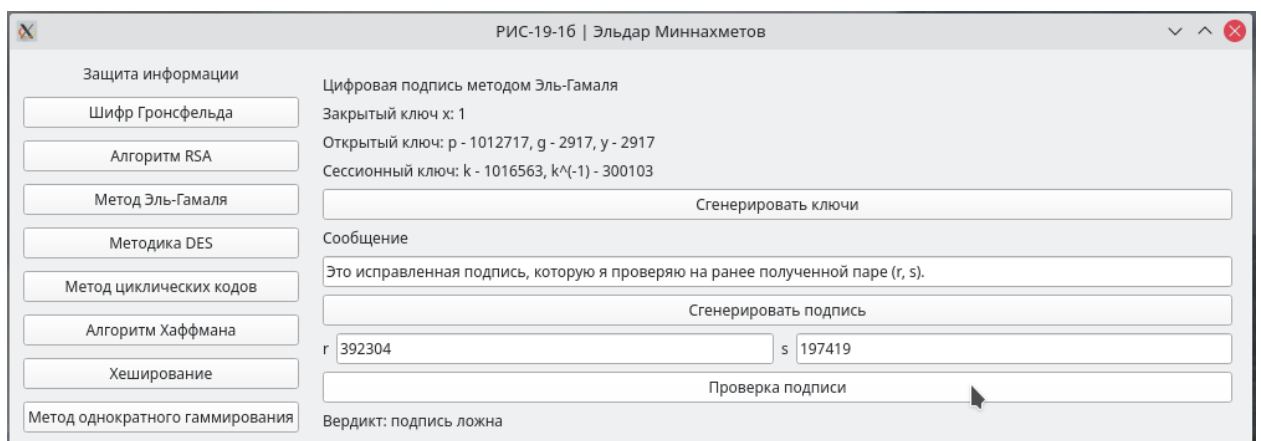 РИС-19-1б | Эльдар Миннахметов
Защита информации
Шифр Гронсфельда
Алгоритм RSA
Метод Эль-Гамаля
Методика DES
Метод циклических кодов
Алгоритм Хаффмана
Хеширование
Метод однократного гаммирования
Цифровая подпись методом Эль-Гамаля
Закрытый ключ x: 1
Открытый ключ: p - 1012717, g - 2917, y - 2917
Сессионный ключ: k - 1016563, k^(-1) - 300103
Сгенерировать ключи
Сообщение
Это исправленная подпись, которую я проверяю на ранее полученной паре (r, s).
Сгенерировать подпись
r 392304 s 197419
Проверка подписи
Вердикт: подпись ложна